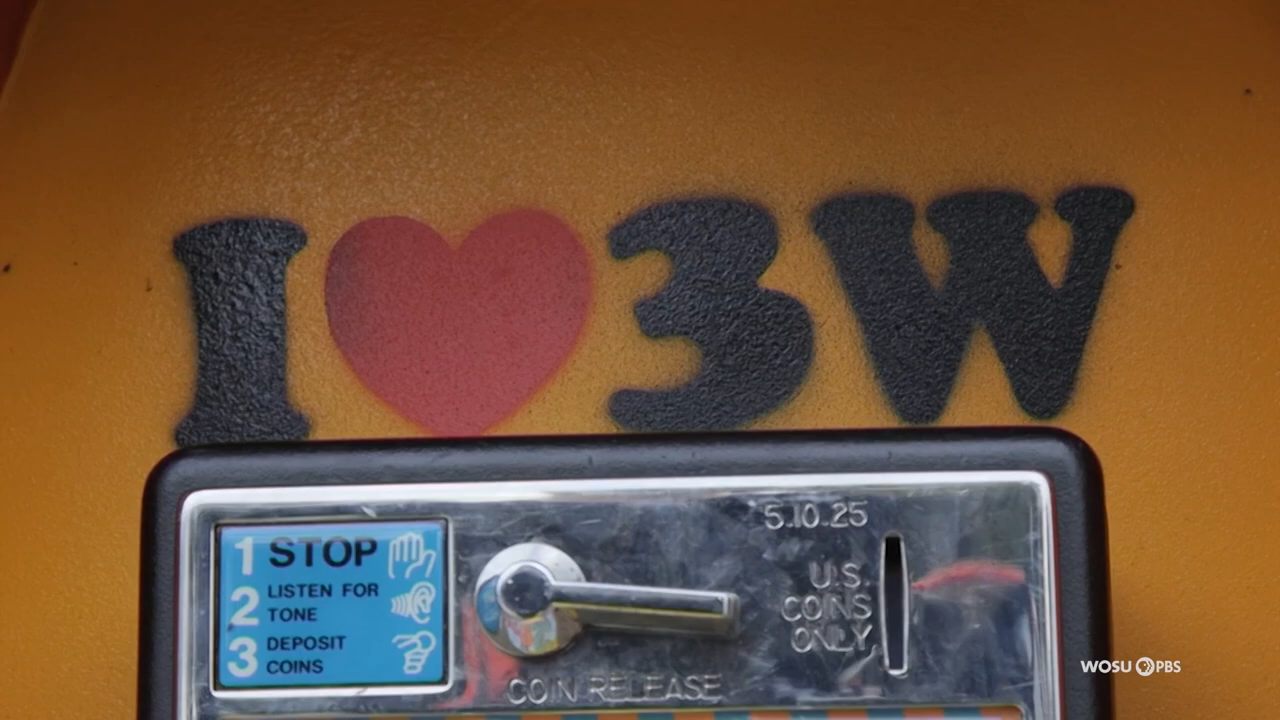 I ❤ 3W
1 STOP
2 LISTEN FOR TONE
3 DEPOSIT COINS
5.10.25
U.S.
COINS
ONLY
COIN RELEASE
WOSU PBS